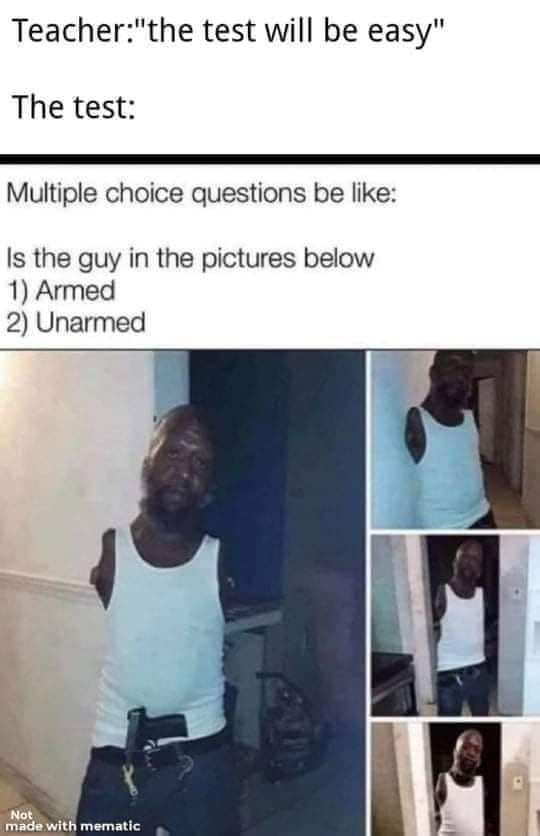 Teacher:"the test will be easy"
The test:
Multiple choice questions be like:
Is the guy in the pictures below
1) Armed
2) Unarmed
Not
made with mematic